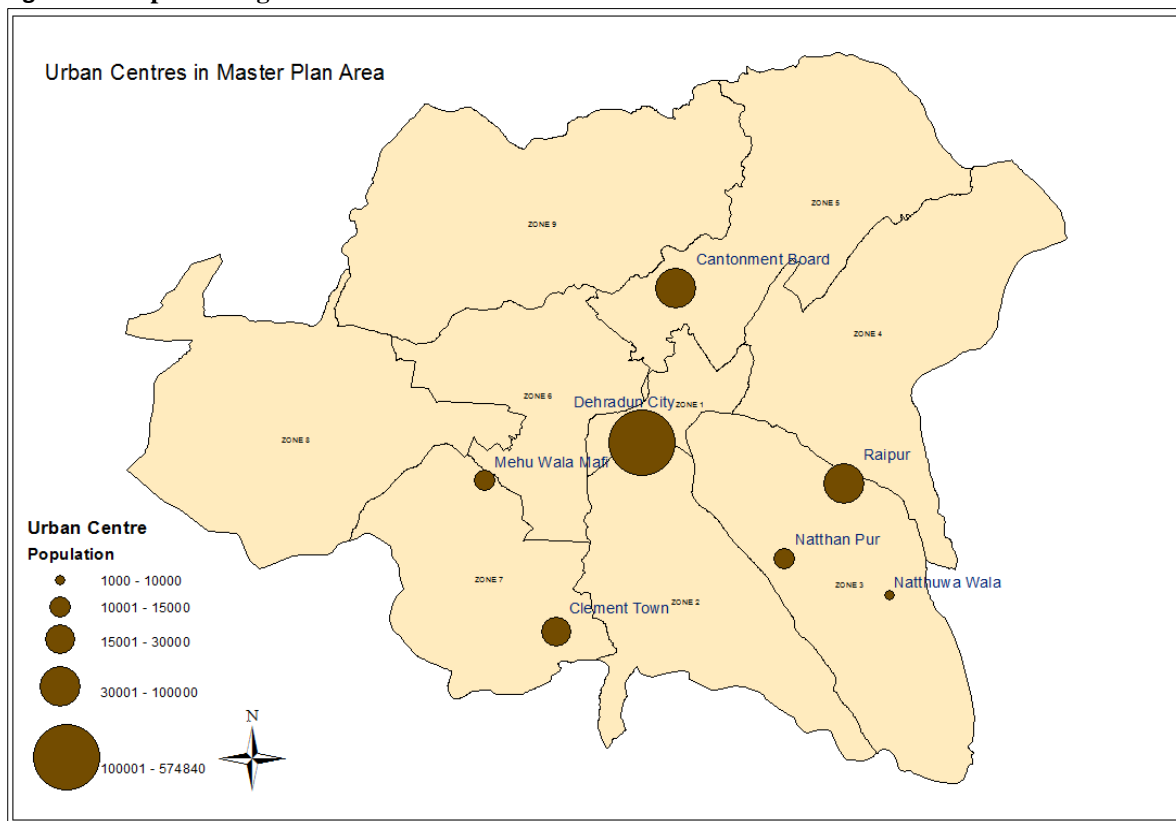 Urban Centres in Master Plan Area
ZONE 5
ZONE 9
Cantonment Board
ZONE 4
ZONE 6
Dehradun City
ZONE 1
ZONE 8
Mehu Wala Mafi
Raipur
Natthan Pur
ZONE 7
ZONE 3
Natthuwa Wala
Clement Town
ZONE 2
Urban Centre
Population
1000 - 10000
10001 - 15000
15001 - 30000
30001 - 100000
100001 - 574840
N